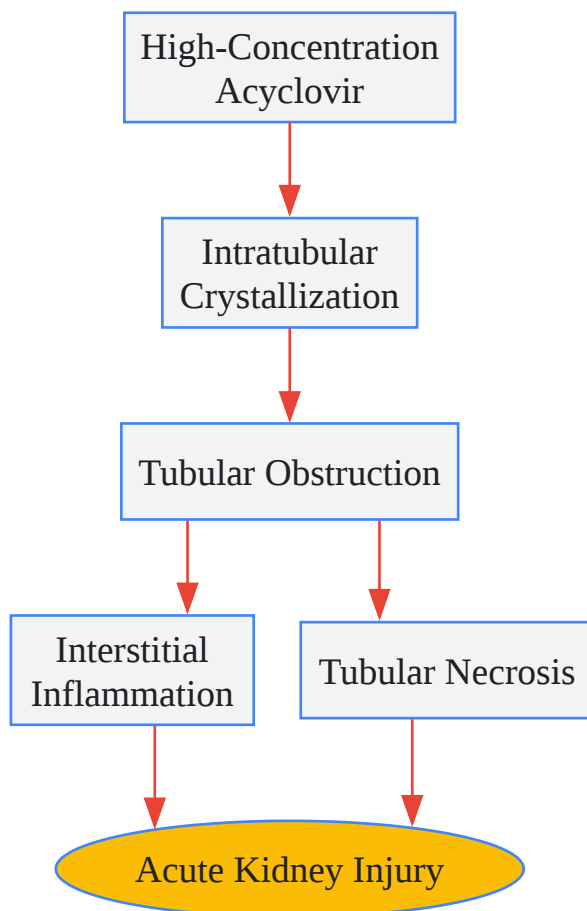 High-Concentration
Acyclovir
Intratubular
Crystallization
Tubular Obstruction
Interstitial
Inflammation
Tubular Necrosis
Acute Kidney Injury